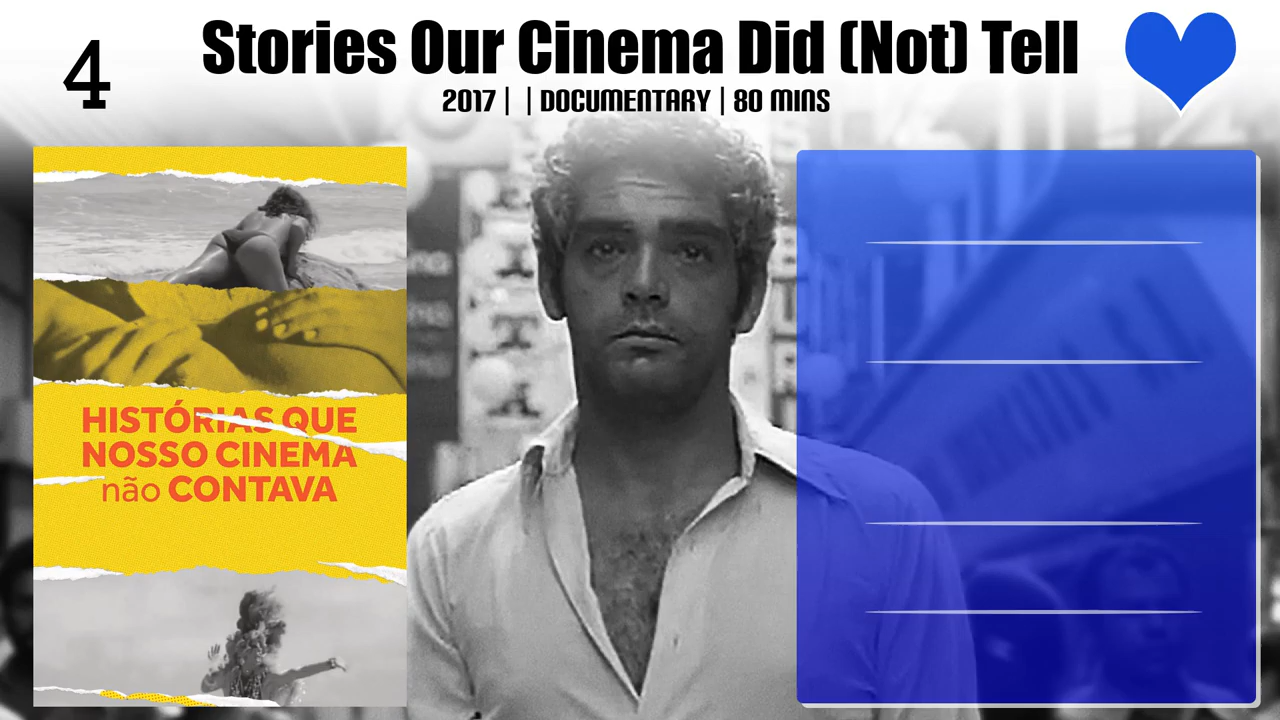 4
Stories Our Cinema Did (Not) Tell
2017 | | DOCUMENTARY | 80 MINS
HISTÓRIAS QUE
NOSSO CINEMA
não CONTAVA